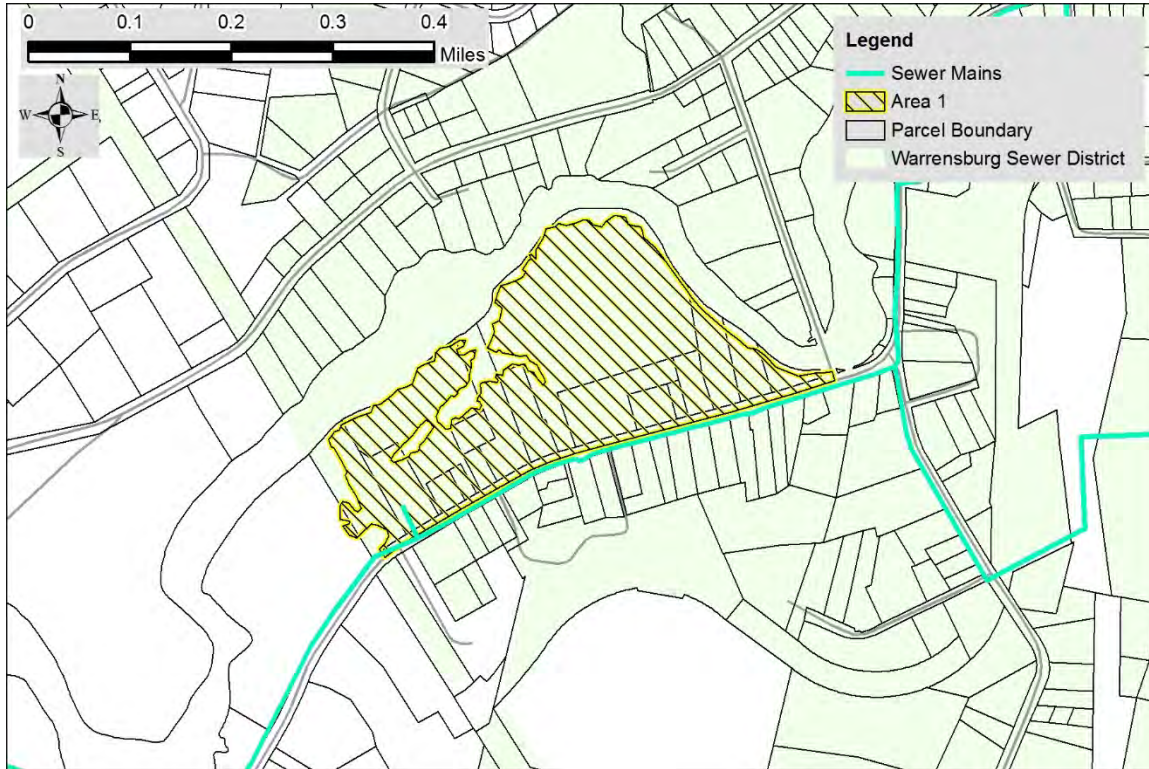 0 0.1 0.2 0.3 0.4
Miles
N
W E
S
Legend
Sewer Mains
Area 1
Parcel Boundary
Warrensburg Sewer District